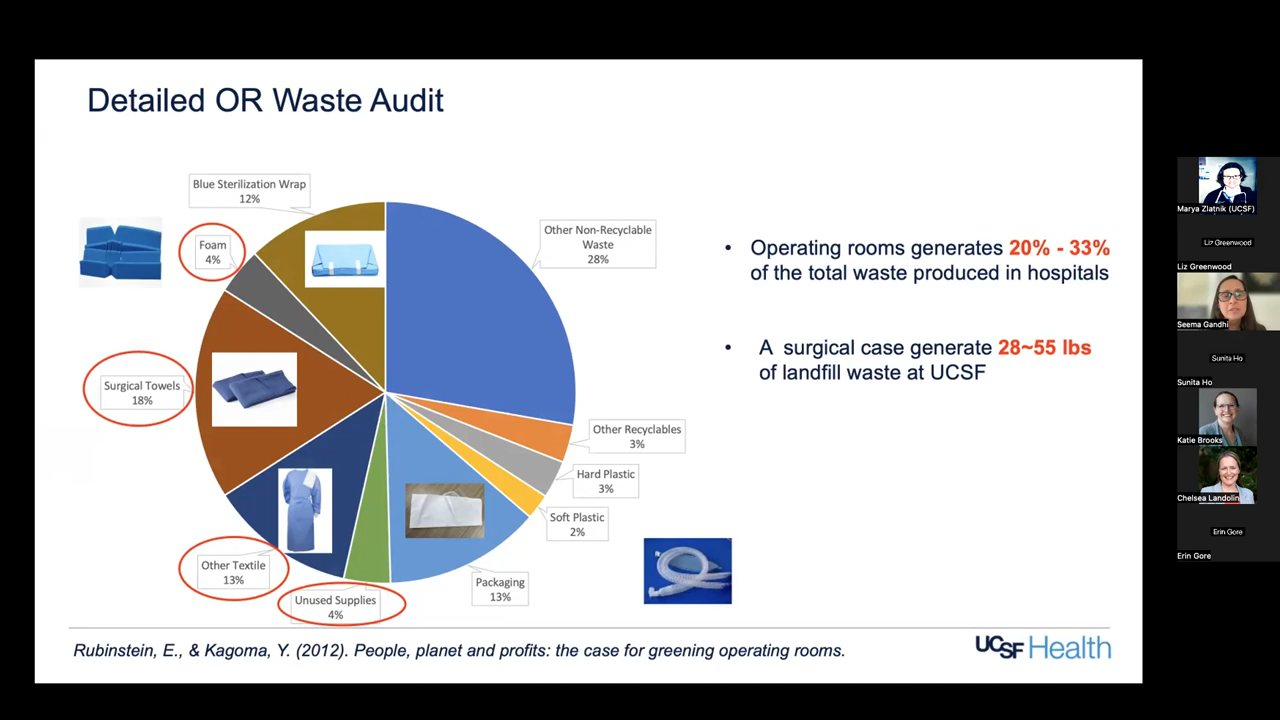 Detailed OR Waste Audit
Blue Sterilization Wrap
12%
Foam
4%
Surgical Towels
18%
Other Textile
13%
Unused Supplies
4%
Packaging
13%
Soft Plastic
2%
Hard Plastic
3%
Other Recyclables
3%
Other Non-Recyclable
Waste
28%
• Operating rooms generates 20% - 33%
of the total waste produced in hospitals
• A surgical case generate 28~55 lbs
of landfill waste at UCSF
Rubinstein, E., & Kagoma, Y. (2012). People, planet and profits: the case for greening operating rooms.
UCSF Health
Marya Zlatnik (UCSF)
Liz Greenwood
Liz Greenwood
Seema Gandhi
Sunita Ho
Sunita Ho
Katie Brooks
Chelsea Landolin
Erin Gore
Erin Gore